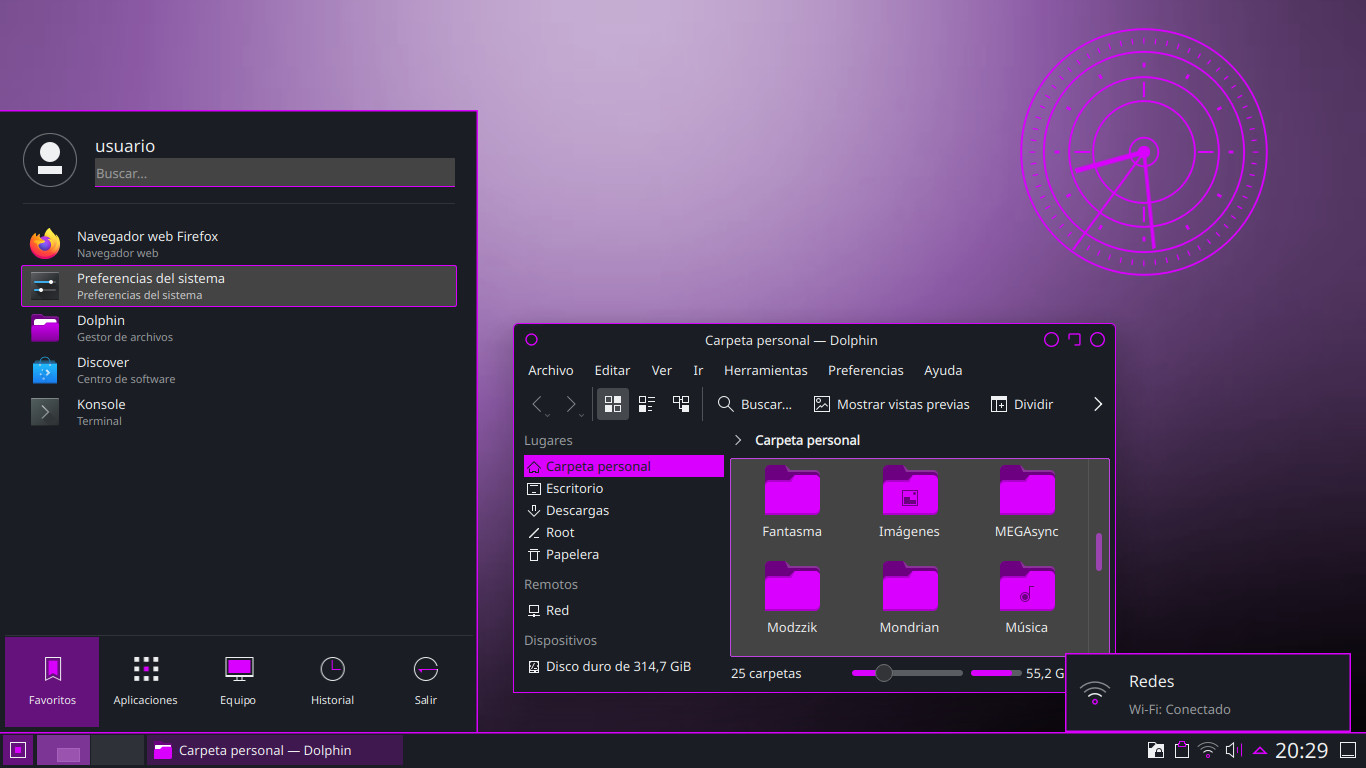 usuario
Buscar...
Navegador web Firefox
Navegador web
Preferencias del sistema
Preferencias del sistema
Dolphin
Gestor de archivos
Discover
Centro de software
Konsole
Terminal
Favoritos
Aplicaciones
Equipo
Historial
Salir
Carpeta personal — Dolphin
Archivo Editar Ver Ir Herramientas Preferencias Ayuda
Buscar... Mostrar vistas previas Dividir
Lugares
Carpeta personal
Escritorio
Descargas
Root
Papelera
Remotos
Red
Dispositivos
Disco duro de 314,7 GiB
Carpeta personal
Fantasma Imágenes MEGAsync
Modzzik Mondrian Música
25 carpetas 55,2 G
Redes
Wi-Fi: Conectado
Carpeta personal — Dolphin
20:29